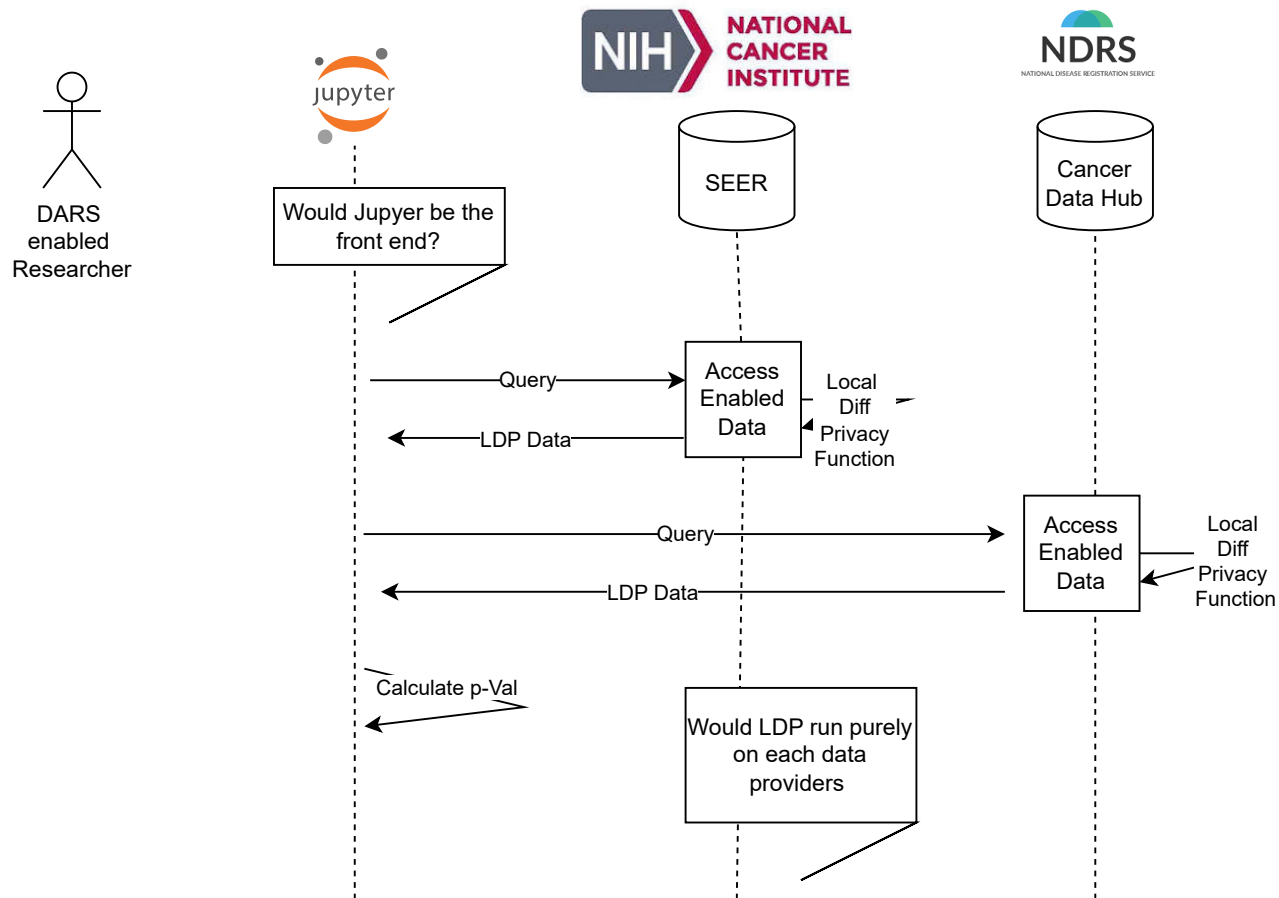 NIH
NATIONAL
CANCER
INSTITUTE
NDRS
NATIONAL DISEASE REGISTRATION SERVICE
jupyter
DARS
enabled
Researcher
SEER
Cancer
Data Hub
Would Jupyer be the
front end?
Access
Enabled
Data
Query
LDP Data
Local
Diff
Privacy
Function
Query
LDP Data
Access
Enabled
Data
Local
Diff
Privacy
Function
Calculate p-Val
Would LDP run purely
on each data
providers